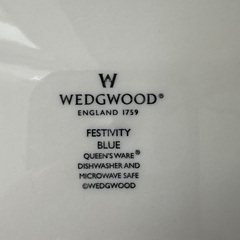 W
WEDGWOOD®
ENGLAND 1759
FESTIVITY
BLUE
QUEEN'S WARE®
DISHWASHER AND
MICROWAVE SAFE
©WEDGWOOD